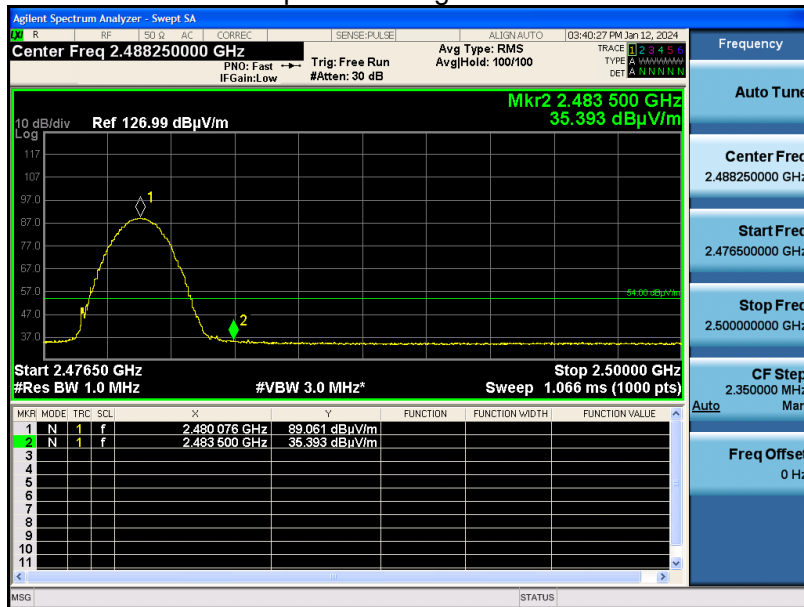 Agilent Spectrum Analyzer - Swept SA
LXI R RF 50 Ω AC CORREC SENSE:PULSE ALIGN AUTO 03:40:27 PM Jan 12, 2024
Center Freq 2.488250000 GHz
PNO: Fast
IFGain:Low
Trig: Free Run
#Atten: 30 dB
Avg Type: RMS
Avg|Hold: 100/100
TRACE 1 2 3 4 5 6
TYPE A WWWWW
DET A N N N N N
Mkr2 2.483 500 GHz
35.393 dBµV/m
10 dB/div Ref 126.99 dBµV/m
Log
117
107
97.0
87.0
77.0
67.0
57.0
47.0
37.0
1
2
54.00 dBµV/m
Start 2.47650 GHz Stop 2.50000 GHz
#Res BW 1.0 MHz #VBW 3.0 MHz* Sweep 1.066 ms (1000 pts)
MKR MODE TRC SCL X Y FUNCTION FUNCTION WIDTH FUNCTION VALUE
1 N 1 f 2.480 076 GHz 89.061 dBµV/m
2 N 1 f 2.483 500 GHz 35.393 dBµV/m
3
4
5
6
7
8
9
10
11
MSG STATUS
Frequency
Auto Tune
Center Freq
2.488250000 GHz
Start Freq
2.476500000 GHz
Stop Freq
2.500000000 GHz
CF Step
2.350000 MHz
Auto Man
Freq Offset
0 Hz